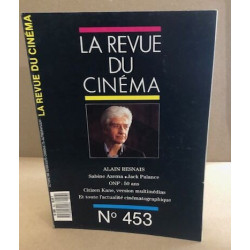 LA REVUE DU CINÉMA
LA REVUE
DU
CINÉMA
ALAIN RESNAIS
Sabine Azema • Jack Palance
ONF : 50 ans
Citizen Kane, version multimédias
Et toute l'actualité cinématographique
N° 453